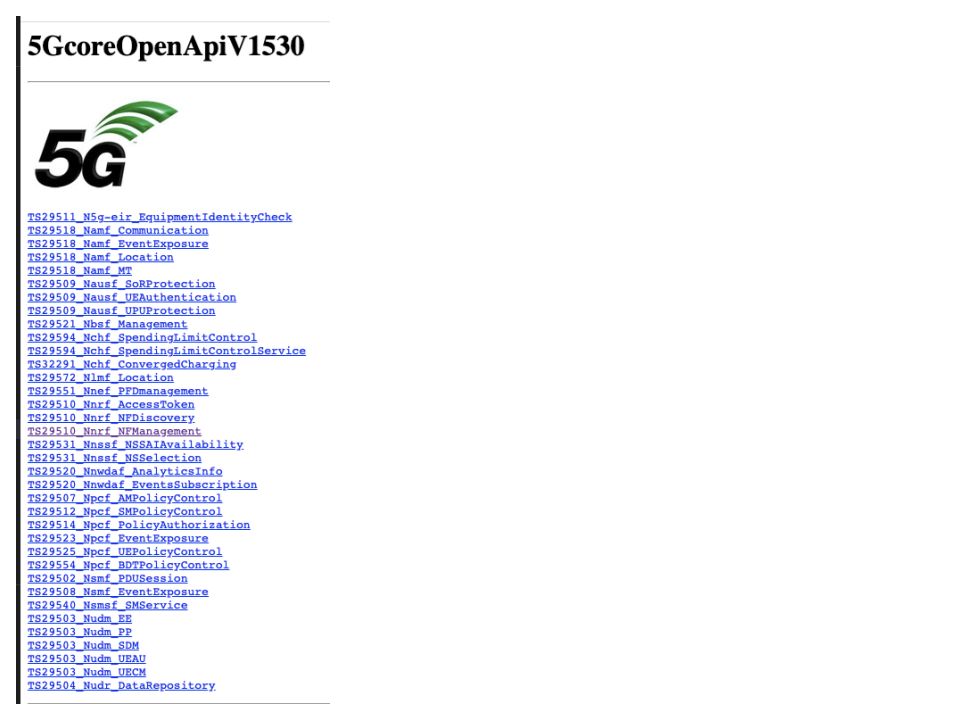 5GcoreOpenApiV1530
5G
TS29511_N5g-eir_EquipmentIdentityCheck
TS29518_Namf_Communication
TS29518_Namf_EventExposure
TS29518_Namf_Location
TS29518_Namf_MT
TS29509_Nausf_SoRProtection
TS29509_Nausf_UEAuthentication
TS29509_Nausf_UPUProtection
TS29521_Nbsf_Management
TS29594_Nchf_SpendingLimitControl
TS29594_Nchf_SpendingLimitControlService
TS32291_Nchf_ConvergedCharging
TS29572_Nlmf_Location
TS29551_Nnef_PFDmanagement
TS29510_Nnrf_AccessToken
TS29510_Nnrf_NFDiscovery
TS29510_Nnrf_NFManagement
TS29531_Nnssf_NSSAIAvailability
TS29531_Nnssf_NSSelection
TS29520_Nnwdaf_AnalyticsInfo
TS29520_Nnwdaf_EventsSubscription
TS29507_Npcf_AMPolicyControl
TS29512_Npcf_SMPolicyControl
TS29514_Npcf_PolicyAuthorization
TS29523_Npcf_EventExposure
TS29525_Npcf_UEPolicyControl
TS29554_Npcf_BDTPolicyControl
TS29502_Nsmf_PDUSession
TS29508_Nsmf_EventExposure
TS29540_Nsmsf_SMService
TS29503_Nudm_EE
TS29503_Nudm_PP
TS29503_Nudm_SDM
TS29503_Nudm_UEAU
TS29503_Nudm_UECM
TS29504_Nudr_DataRepository